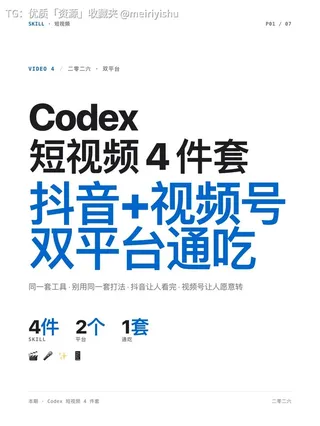 TG：优质「资源」收藏夹 @meiriyishu
SKILL · 短视频
P01 / 07
VIDEO 4 / 二零二六 · 双平台
Codex
短视频 4 件套
抖音+视频号
双平台通吃
同一套工具 · 别用同一套打法 · 抖音让人看完 · 视频号让人愿意转
4件 2个 1套
SKILL 平台 通吃
本期 · Codex 短视频 4 件套
二零二六